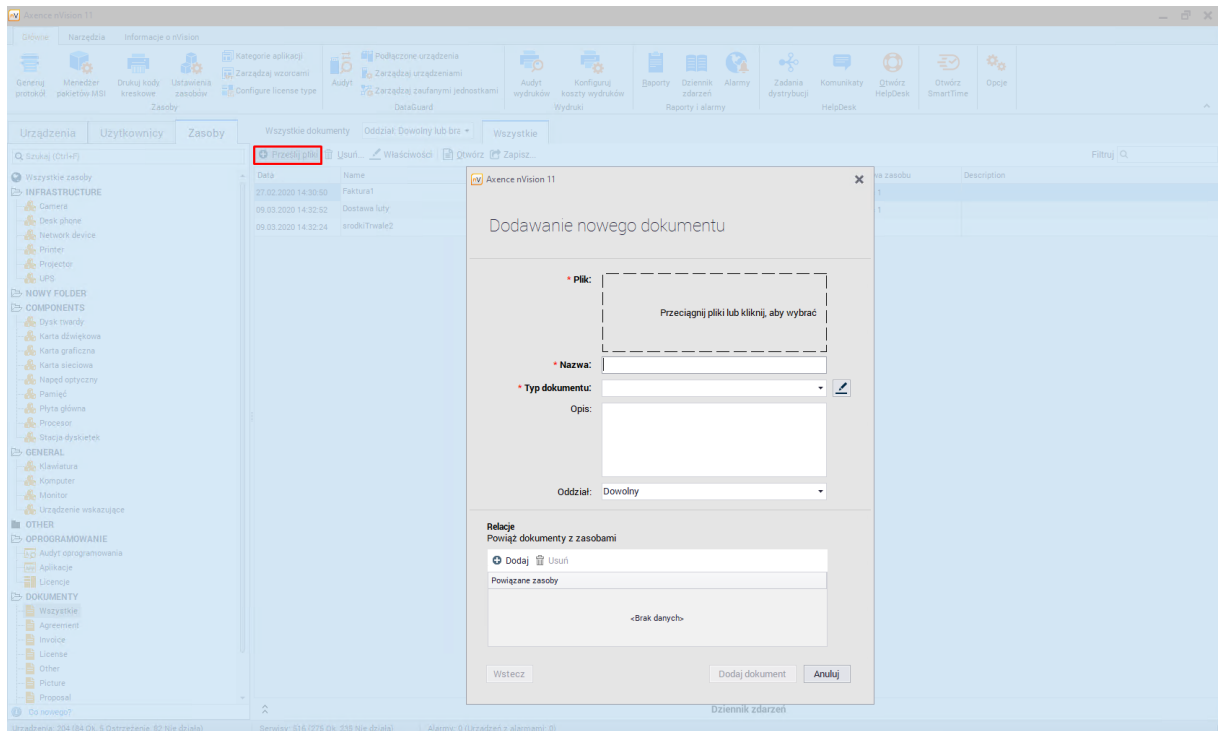 Axence nVision 11
Główne Narzędzia Informacje o nVision
Generuj protokół
Menedżer pakietów MSI
Drukuj kody kreskowe
Ustawienia zasobów
Kategorie aplikacji
Zarządzaj wzorcami
Configure license type
Zasoby
Audyt
Podłączone urządzenia
Zarządzaj urządzeniami
Zarządzaj zaufanymi jednostkami
DataGuard
Audyt wydruków
Konfiguruj koszty wydruków
Wydruki
Raporty
Dziennik zdarzeń
Alarmy
Raporty i alarmy
Zadania dystrybucji
Komunikaty
Otwórz HelpDesk
HelpDesk
Otwórz SmartTime
Opcje
Urządzenia Użytkownicy Zasoby
Wszystkie dokumenty Oddział: Dowolny lub bra Wszystkie
Szukaj (Ctrl+F)
Prześlij pliki Usuń... Właściwości Otwórz Zapisz...
Filtruj
Wszystkie zasoby
INFRASTRUCTURE
Camera
Desk phone
Network device
Printer
Projector
UPS
NOWY FOLDER
COMPONENTS
Dysk twardy
Karta dźwiękowa
Karta graficzna
Karta sieciowa
Napęd optyczny
Pamięć
Płyta główna
Procesor
Stacja dyskietek
GENERAL
Klawiatura
Komputer
Monitor
Urządzenie wskazujące
OTHER
OPROGRAMOWANIE
Audyt oprogramowania
Aplikacje
Licencje
DOKUMENTY
Wszystkie
Agreement
Invoice
License
Other
Picture
Proposal
Co nowego?
Data Name wa zasobu Description
27.02.2020 14:30:50 Faktura1 1
09.03.2020 14:32:52 Dostawa luty 1
09.03.2020 14:32:24 srodkiTrwale2
Axence nVision 11
Dodawanie nowego dokumentu
* Plik:
Przeciągnij pliki lub kliknij, aby wybrać
* Nazwa:
* Typ dokumentu:
Opis:
Oddział: Dowolny
Relacje
Powiąż dokumenty z zasobami
Dodaj Usuń
Powiązane zasoby
<Brak danych>
Wstecz Dodaj dokument Anuluj
Dziennik zdarzeń